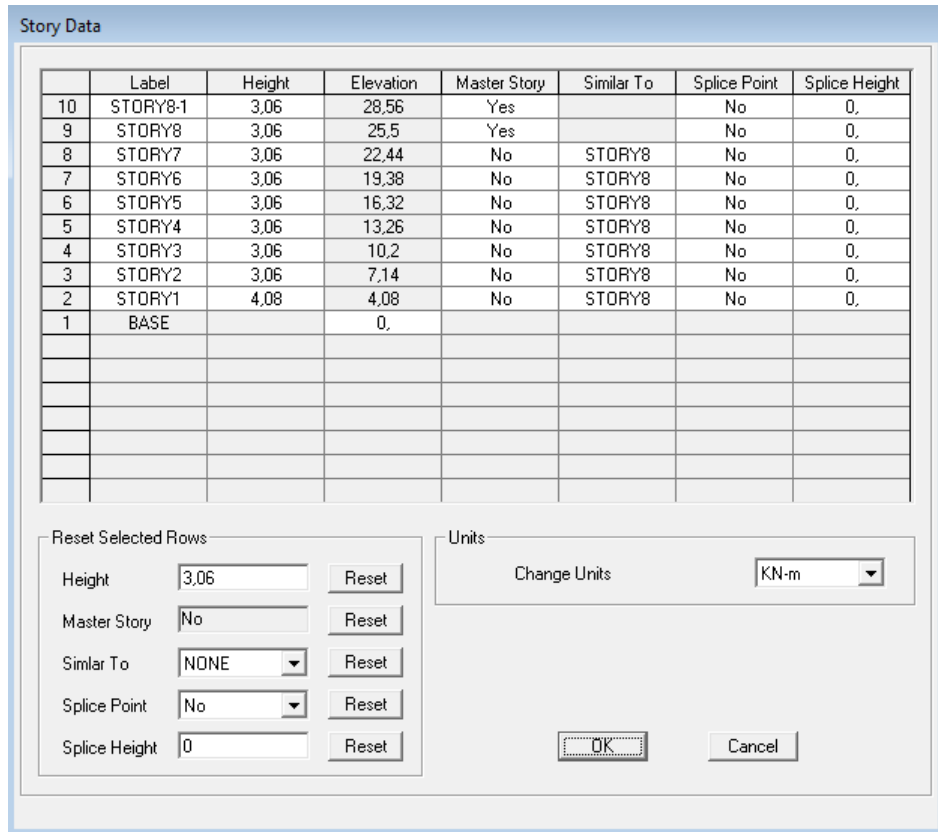 Story Data
Label Height Elevation Master Story Similar To Splice Point Splice Height
10 STORY8-1 3,06 28,56 Yes No 0,
9 STORY8 3,06 25,5 Yes No 0,
8 STORY7 3,06 22,44 No STORY8 No 0,
7 STORY6 3,06 19,38 No STORY8 No 0,
6 STORY5 3,06 16,32 No STORY8 No 0,
5 STORY4 3,06 13,26 No STORY8 No 0,
4 STORY3 3,06 10,2 No STORY8 No 0,
3 STORY2 3,06 7,14 No STORY8 No 0,
2 STORY1 4,08 4,08 No STORY8 No 0,
1 BASE 0,
Reset Selected Rows
Height 3,06 Reset
Master Story No Reset
Simlar To NONE Reset
Splice Point No Reset
Splice Height 0 Reset
Units
Change Units KN-m
OK Cancel